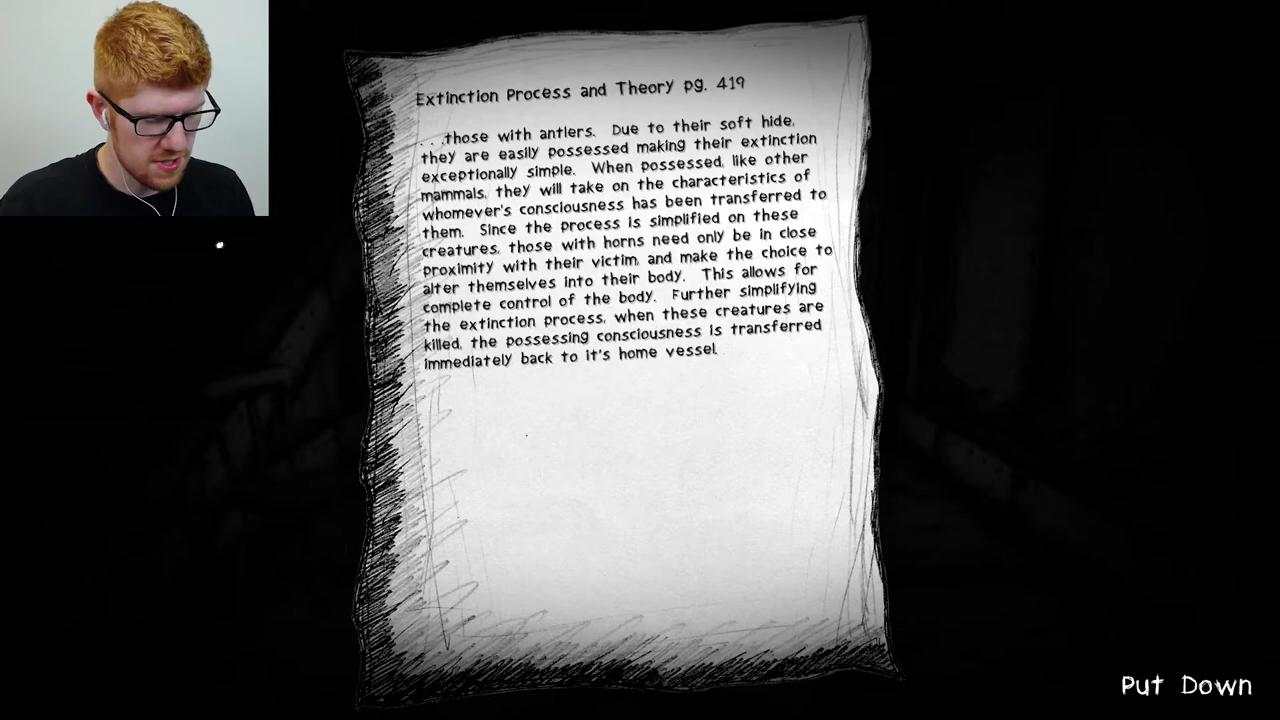 Extinction Process and Theory pg. 419
. . .those with antlers. Due to their soft hide,
they are easily possessed making their extinction
exceptionally simple. When possessed, like other
mammals, they will take on the characteristics of
whomever's consciousness has been transferred to
them. Since the process is simplified on these
creatures, those with horns need only be in close
proximity with their victim, and make the choice to
alter themselves into their body. This allows for
complete control of the body. Further simplifying
the extinction process, when these creatures are
killed, the possessing consciousness is transferred
immediately back to it's home vessel.
Put Down